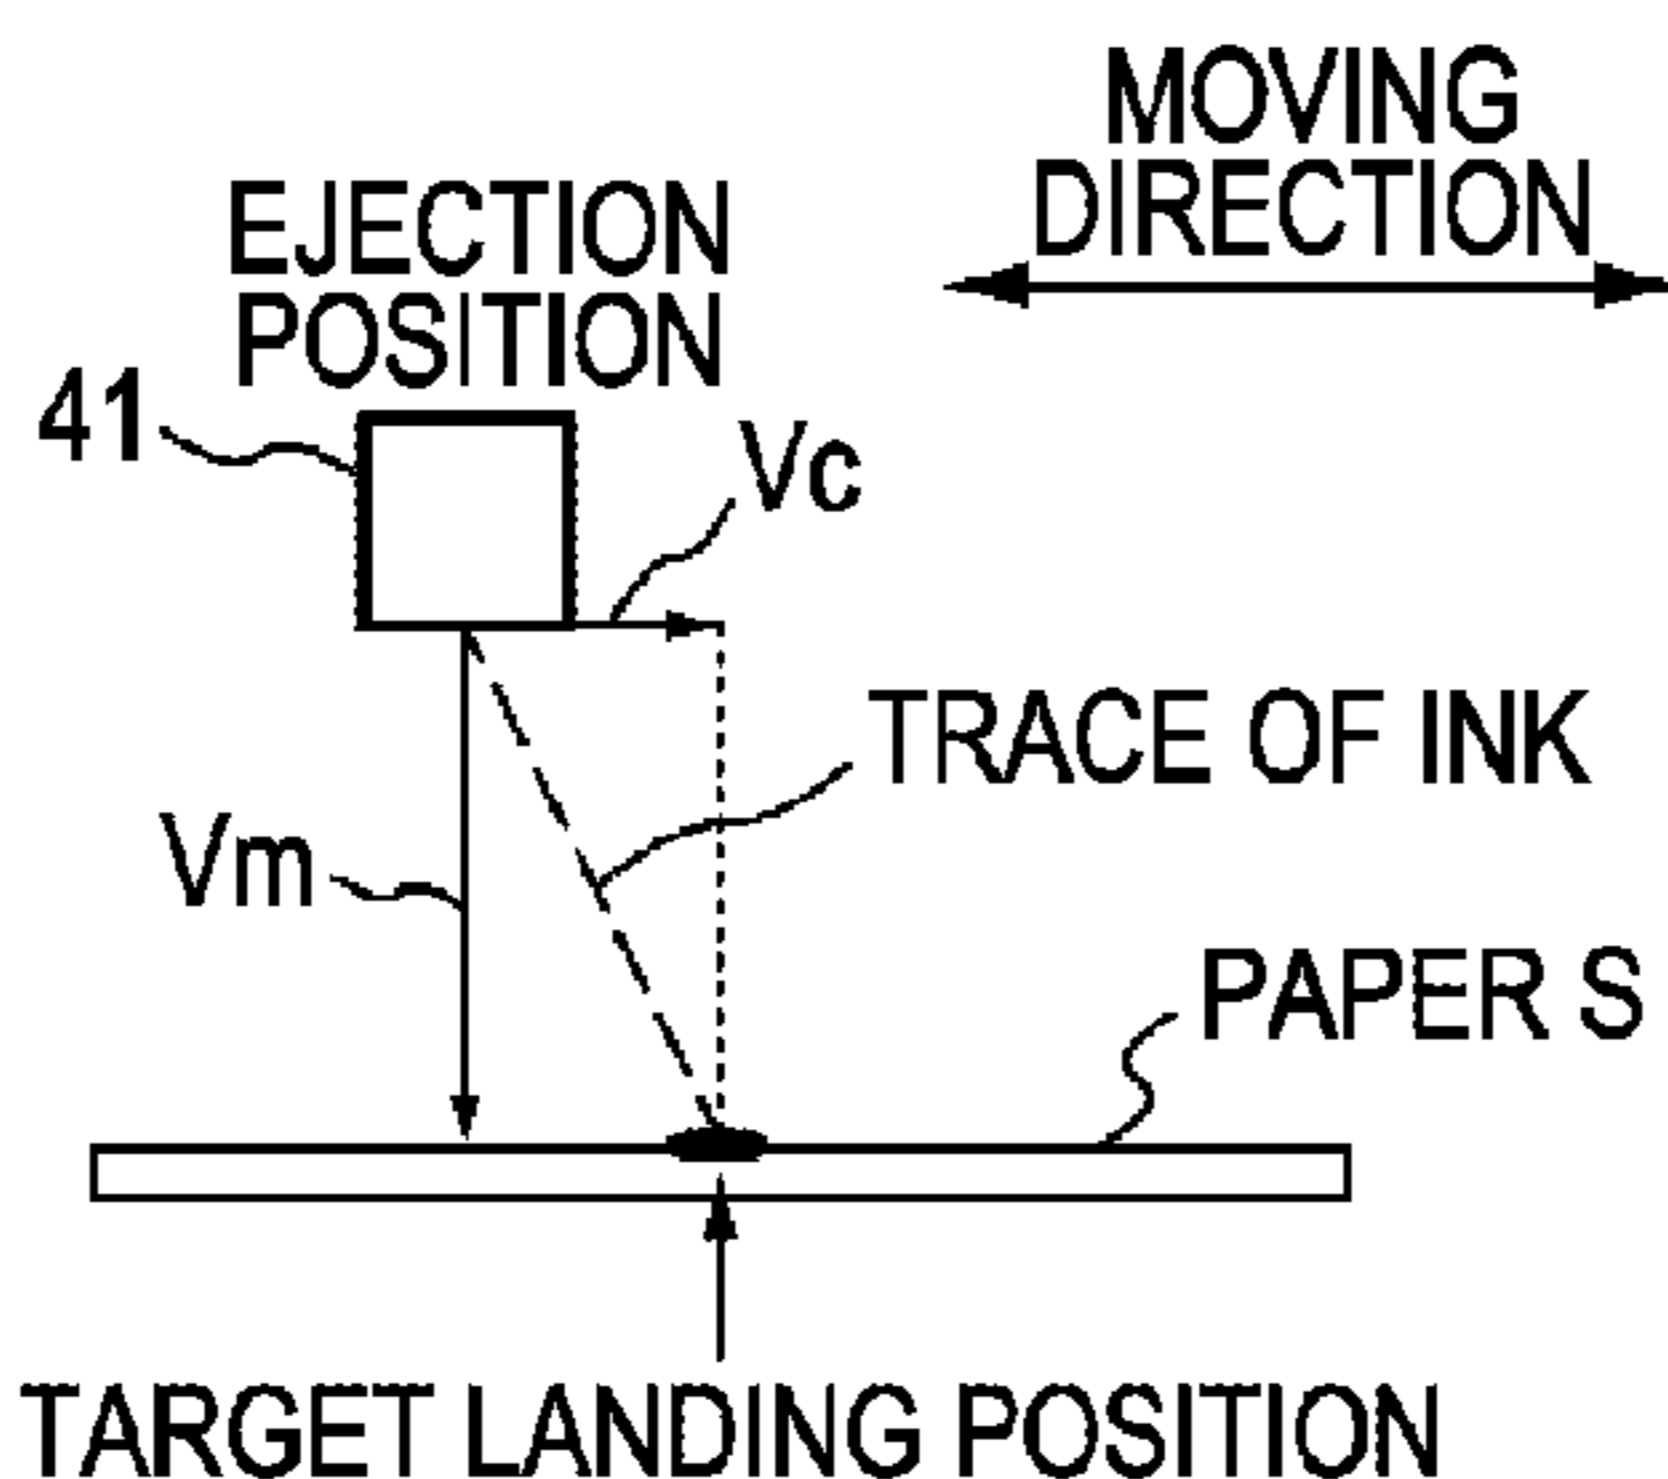 MOVING
DIRECTION
EJECTION
POSITION
41
Vc
TRACE OF INK
Vm
PAPER S
TARGET LANDING POSITION